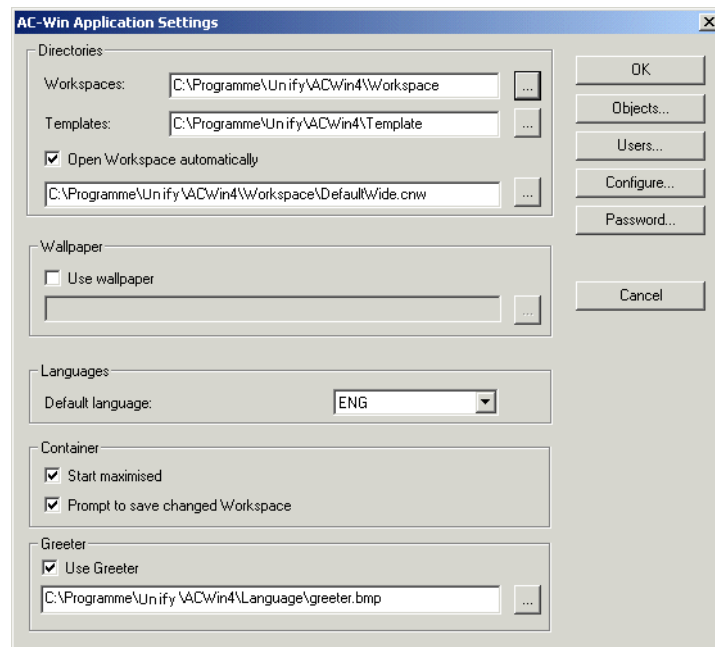 AC-Win Application Settings
Directories
Workspaces: C:\Programme\Unify\ACWin4\Workspace ...
Templates: C:\Programme\Unify\ACWin4\Template ...
Open Workspace automatically
C:\Programme\Unify\ACWin4\Workspace\DefaultWide.cnw ...
Wallpaper
Use wallpaper
...
Languages
Default language: ENG
Container
Start maximised
Prompt to save changed Workspace
Greeter
Use Greeter
C:\Programme\Unify \ACWin4\Language\greeter.bmp ...
OK
Objects...
Users...
Configure...
Password...
Cancel